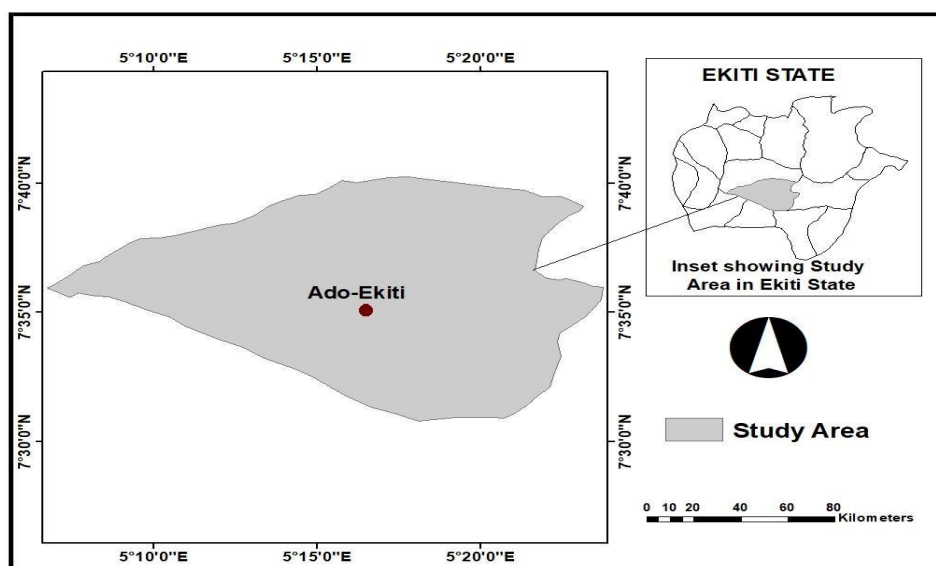 5°10'0"E 5°15'0"E 5°20'0"E
EKITI STATE
7°40'0"N 7°40'0"N
Inset showing Study
Area in Ekiti State
Ado-Ekiti
7°35'0"N 7°35'0"N
7°30'0"N 7°30'0"N
Study Area
0 10 20 40 60 80
Kilometers
5°10'0"E 5°15'0"E 5°20'0"E